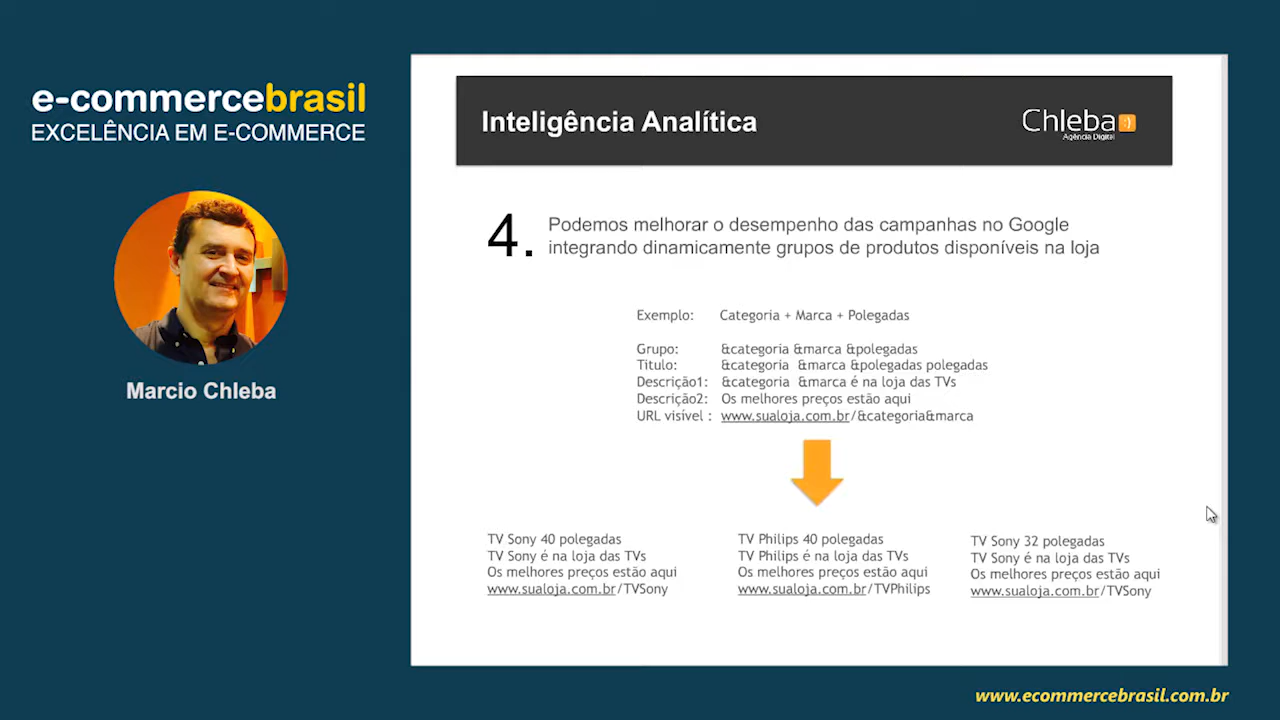 e-commercebrasil
EXCELÊNCIA EM E-COMMERCE
Marcio Chleba
Inteligência Analítica
Chleba :)
Agência Digital
4. Podemos melhorar o desempenho das campanhas no Google
integrando dinamicamente grupos de produtos disponíveis na loja
Exemplo: Categoria + Marca + Polegadas
Grupo: &categoria &marca &polegadas
Titulo: &categoria &marca &polegadas polegadas
Descrição1: &categoria &marca é na loja das TVs
Descrição2: Os melhores preços estão aqui
URL visível : www.sualoja.com.br/&categoria&marca
TV Sony 40 polegadas
TV Sony é na loja das TVs
Os melhores preços estão aqui
www.sualoja.com.br/TVSony
TV Philips 40 polegadas
TV Philips é na loja das TVs
Os melhores preços estão aqui
www.sualoja.com.br/TVPhilips
TV Sony 32 polegadas
TV Sony é na loja das TVs
Os melhores preços estão aqui
www.sualoja.com.br/TVSony
www.ecommercebrasil.com.br